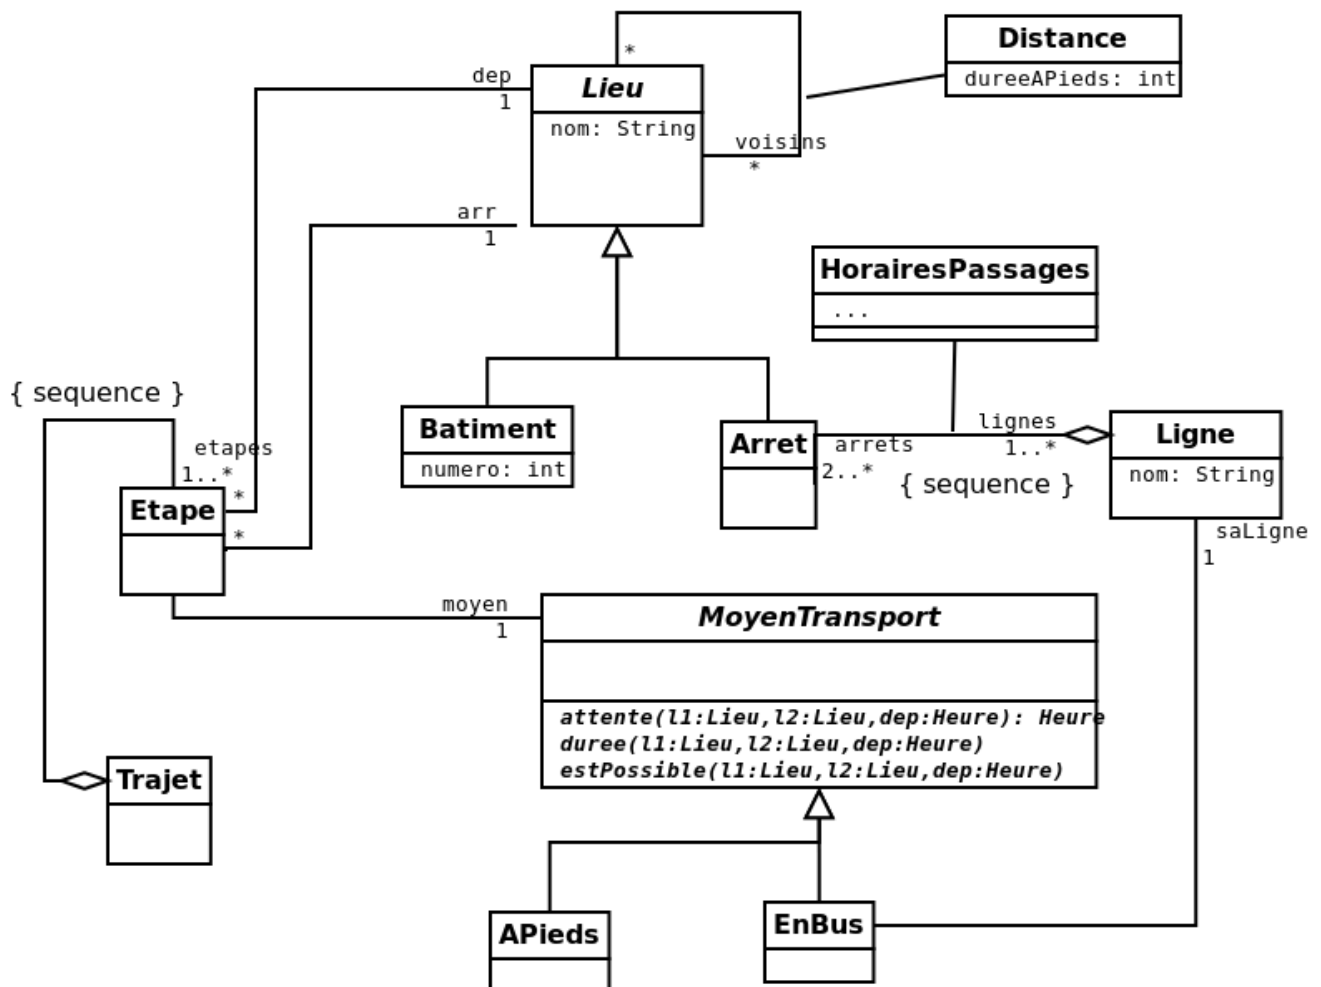 *
Distance
dep
Lieu
dureeAPieds: int
1
nom: String
voisins
*
arr
1
HorairesPassages
...
{ sequence }
Batiment
numero: int
Arret
arrets
2..*
lignes
1..*
{ sequence }
Ligne
nom: String
etapes
1..*
*
Etape
*
saLigne
1
moyen
1
MoyenTransport
attente(l1:Lieu,l2:Lieu,dep:Heure): Heure
duree(l1:Lieu,l2:Lieu,dep:Heure)
estPossible(l1:Lieu,l2:Lieu,dep:Heure)
Trajet
APieds
EnBus